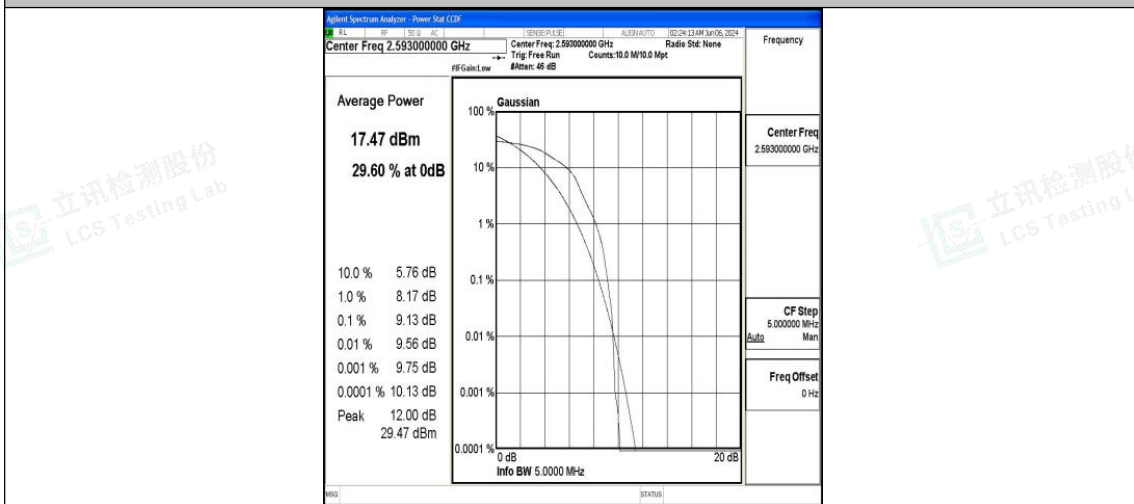 Agilent Spectrum Analyzer - Power Stat CCDF
RL RF 50 Ω AC SENSE:PULSE ALIGN AUTO 02:24:13 AM Jun 06, 2024
Center Freq 2.593000000 GHz
Center Freq: 2.593000000 GHz Radio Std: None
Trig: Free Run Counts:10.0 M/10.0 Mpt
#IFGain:Low #Atten: 46 dB
Frequency
Average Power
17.47 dBm
29.60 % at 0dB
10.0 % 5.76 dB
1.0 % 8.17 dB
0.1 % 9.13 dB
0.01 % 9.56 dB
0.001 % 9.75 dB
0.0001 % 10.13 dB
Peak 12.00 dB
29.47 dBm
Gaussian
100 %
10 %
1 %
0.1 %
0.01 %
0.001 %
0.0001 %
0 dB 20 dB
Info BW 5.0000 MHz
Center Freq
2.593000000 GHz
CF Step
5.000000 MHz
Auto Man
Freq Offset
0 Hz
MSG STATUS
立讯检测股份
LCS Testing Lab
立讯检测股份
LCS Testing L